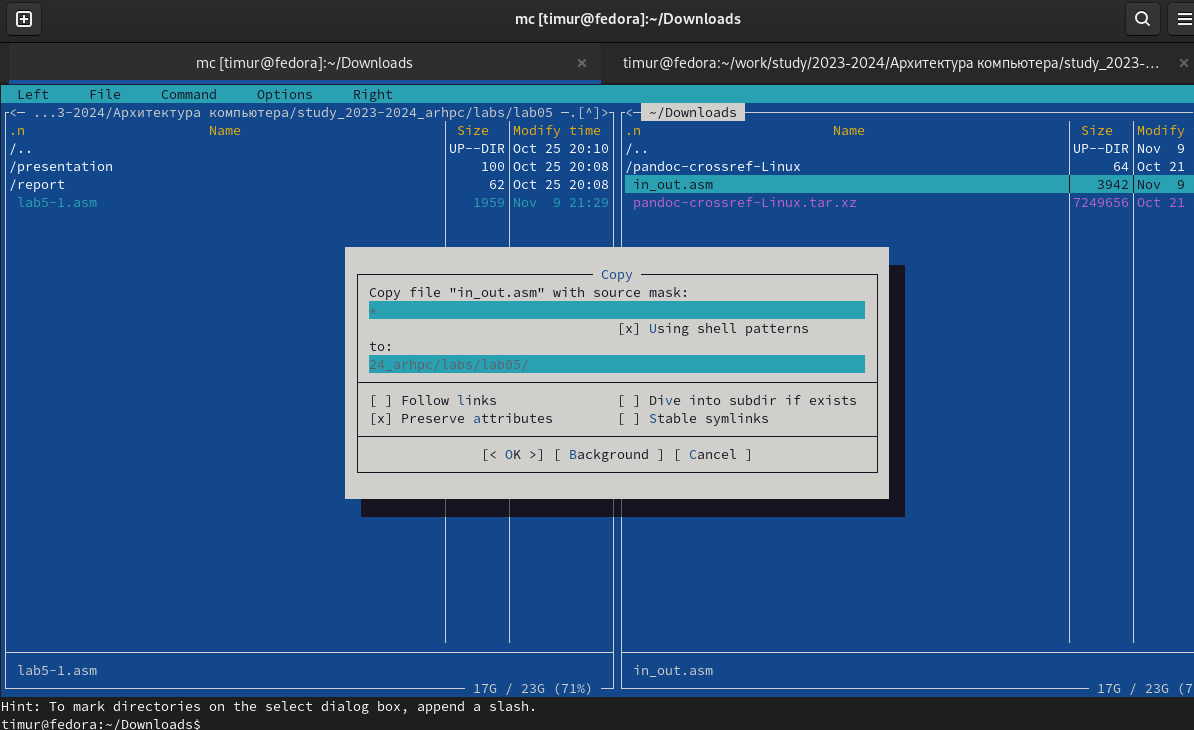 mc [timur@fedora]:~/Downloads
mc [timur@fedora]:~/Downloads × timur@fedora:~/work/study/2023-2024/Архитектура компьютера/study_2023-... ×
Left File Command Options Right
<— ...3-2024/Архитектура компьютера/study_2023-2024_arhpc/labs/lab05 —.[^]> <— ~/Downloads
.n Name Size Modify time .n Name Size Modify
/.. UP--DIR Oct 25 20:10 /.. UP--DIR Nov 9
/presentation 100 Oct 25 20:08 /pandoc-crossref-Linux 64 Oct 21
/report 62 Oct 25 20:08 in_out.asm 3942 Nov 9
lab5-1.asm 1959 Nov 9 21:29 pandoc-crossref-Linux.tar.xz 7249656 Oct 21
Copy
Copy file "in_out.asm" with source mask:
*
[x] Using shell patterns
to:
24_arhpc/labs/lab05/
[ ] Follow links [ ] Dive into subdir if exists
[x] Preserve attributes [ ] Stable symlinks
[< OK >] [ Background ] [ Cancel ]
lab5-1.asm in_out.asm
17G / 23G (71%) 17G / 23G (7
Hint: To mark directories on the select dialog box, append a slash.
timur@fedora:~/Downloads$